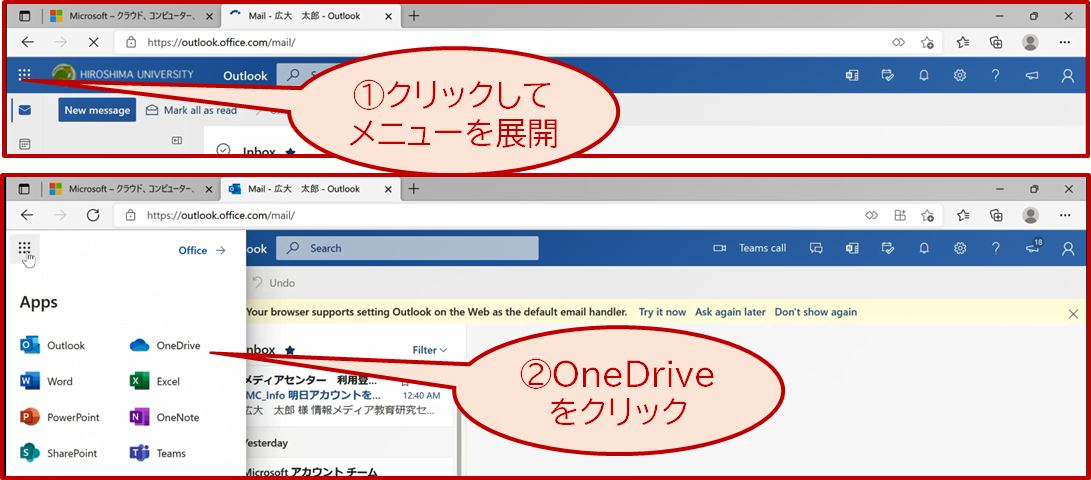 Microsoft – クラウド、コンピューター、
Mail - 広大　太郎 - Outlook
https://outlook.office.com/mail/
HIROSHIMA UNIVERSITY
Outlook
①クリックして
メニューを展開
New message
Mark all as read
Inbox
Microsoft – クラウド、コンピューター、
Mail - 広大　太郎 - Outlook
https://outlook.office.com/mail/
Office →
ook
Search
Teams call
18
Undo
Apps
Your browser supports setting Outlook on the Web as the default email handler. Try it now Ask again later Don't show again
Outlook
OneDrive
Word
Excel
PowerPoint
OneNote
SharePoint
Teams
nbox
Filter
メディアセンター　利用登...
MC_Info 明日アカウントを...
12:40 AM
広大　太郎 様 情報メディア教育研究セ...
Yesterday
Microsoft アカウント チーム
②OneDrive
をクリック